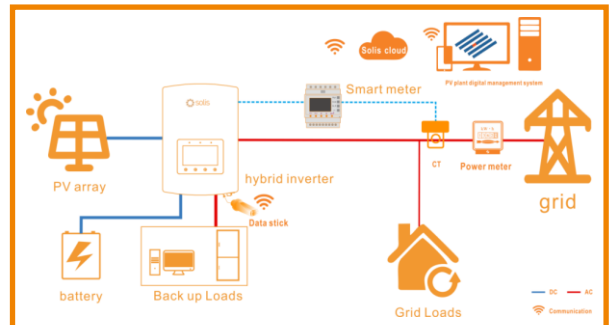 Solis cloud
PV plant digital management system
Smart meter
solis
CT
Power meter
PV array
hybrid inverter
grid
Data stick
battery
Back up Loads
Grid Loads
DC
AC
Communication